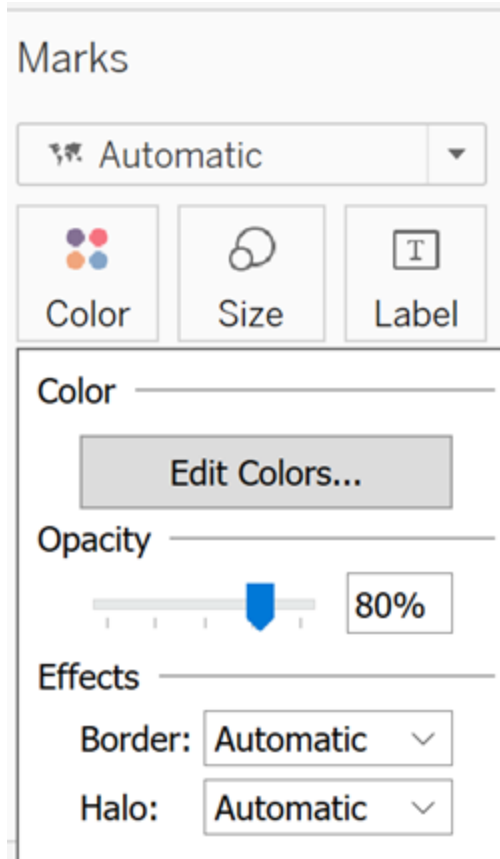 Marks
Automatic
Color Size Label
Color
Edit Colors...
Opacity
80%
Effects
Border: Automatic
Halo: Automatic